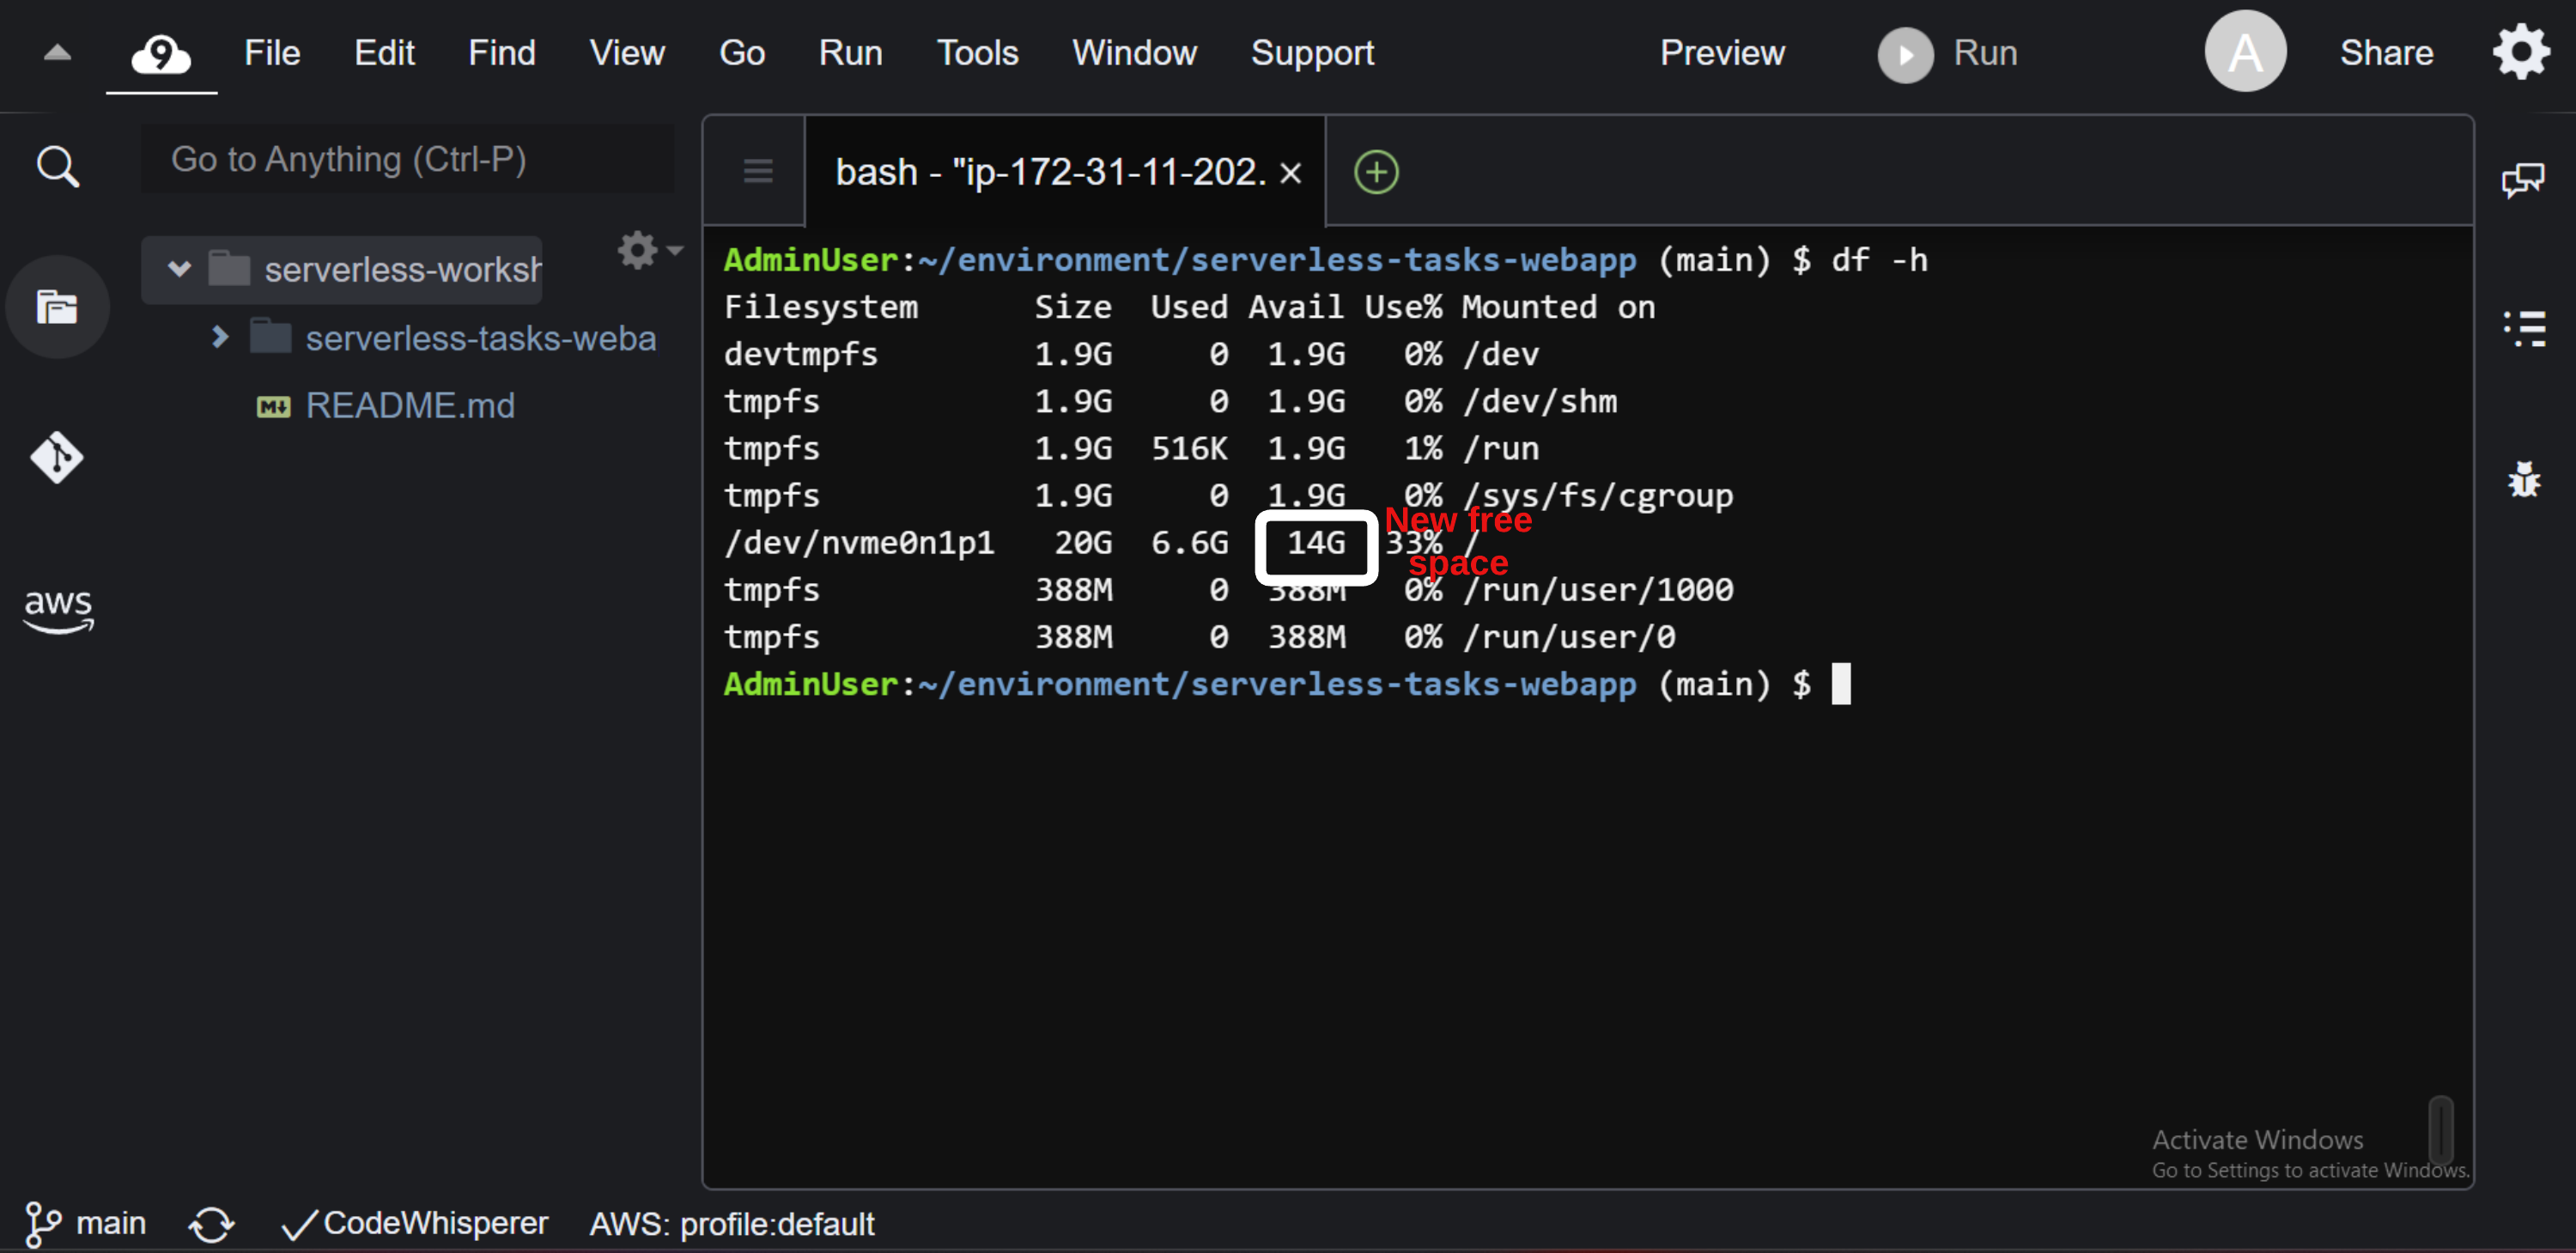 9 File Edit Find View Go Run Tools Window Support Preview Run A Share
Go to Anything (Ctrl-P)
bash - "ip-172-31-11-202.
serverless-worksh
serverless-tasks-weba
M↓ README.md
aws
AdminUser:~/environment/serverless-tasks-webapp (main) $ df -h
Filesystem Size Used Avail Use% Mounted on
devtmpfs 1.9G 0 1.9G 0% /dev
tmpfs 1.9G 0 1.9G 0% /dev/shm
tmpfs 1.9G 516K 1.9G 1% /run
tmpfs 1.9G 0 1.9G 0% /sys/fs/cgroup
/dev/nvme0n1p1 20G 6.6G 14G 33% /
New free
space
tmpfs 388M 0 388M 0% /run/user/1000
tmpfs 388M 0 388M 0% /run/user/0
AdminUser:~/environment/serverless-tasks-webapp (main) $
Activate Windows
Go to Settings to activate Windows.
main CodeWhisperer AWS: profile:default